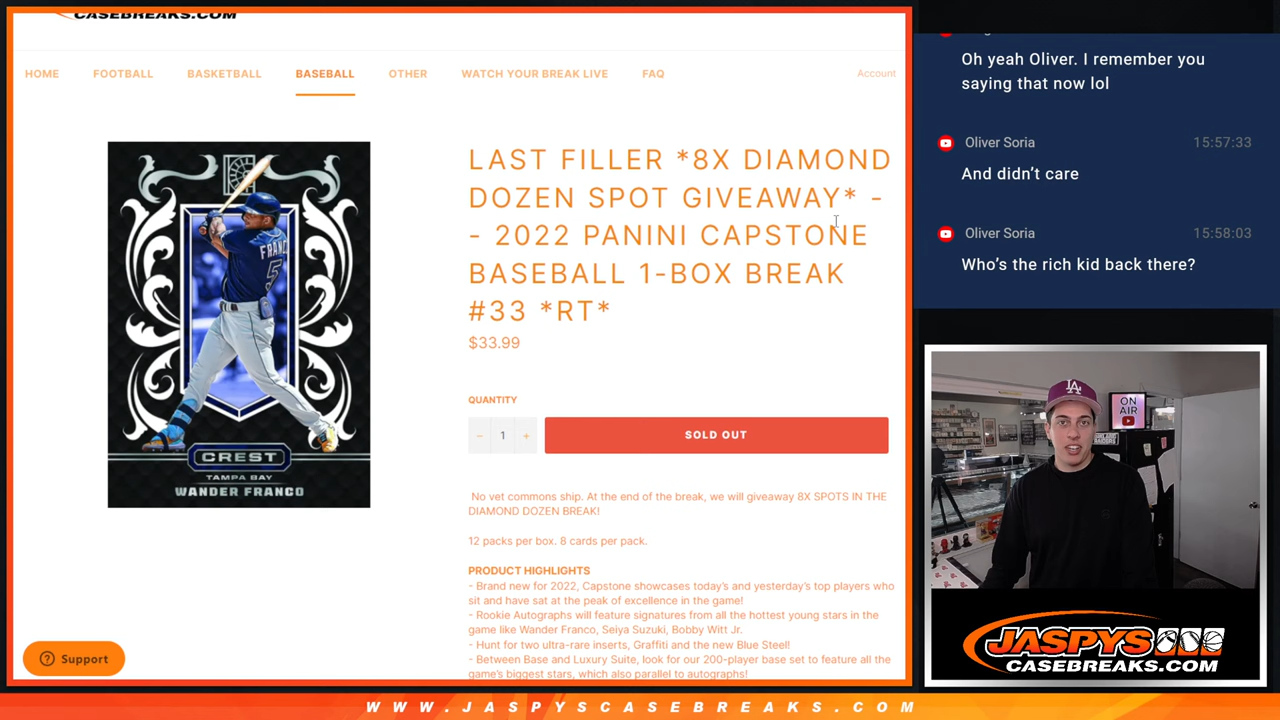 CASEBREAKS.COM
HOME FOOTBALL BASKETBALL BASEBALL OTHER WATCH YOUR BREAK LIVE FAQ Account
FRANCO
5
CREST
TAMPA BAY
WANDER FRANCO
LAST FILLER *8X DIAMOND
DOZEN SPOT GIVEAWAY* -
- 2022 PANINI CAPSTONE
BASEBALL 1-BOX BREAK
#33 *RT*
$33.99
QUANTITY
− 1 +
SOLD OUT
No vet commons ship. At the end of the break, we will giveaway 8X SPOTS IN THE
DIAMOND DOZEN BREAK!
12 packs per box. 8 cards per pack.
PRODUCT HIGHLIGHTS
- Brand new for 2022, Capstone showcases today's and yesterday's top players who
sit and have sat at the peak of excellence in the game!
- Rookie Autographs will feature signatures from all the hottest young stars in the
game like Wander Franco, Seiya Suzuki, Bobby Witt Jr.
- Hunt for two ultra-rare inserts, Graffiti and the new Blue Steel!
- Between Base and Luxury Suite, look for our 200-player base set to feature all the
game's biggest stars, which also parallel to autographs!
Support
Oh yeah Oliver. I remember you
saying that now lol
Oliver Soria 15:57:33
And didn't care
Oliver Soria 15:58:03
Who's the rich kid back there?
LA
ON
AIR
JASPYS
CASEBREAKS.COM
WWW.JASPYSCASEBREAKS.COM